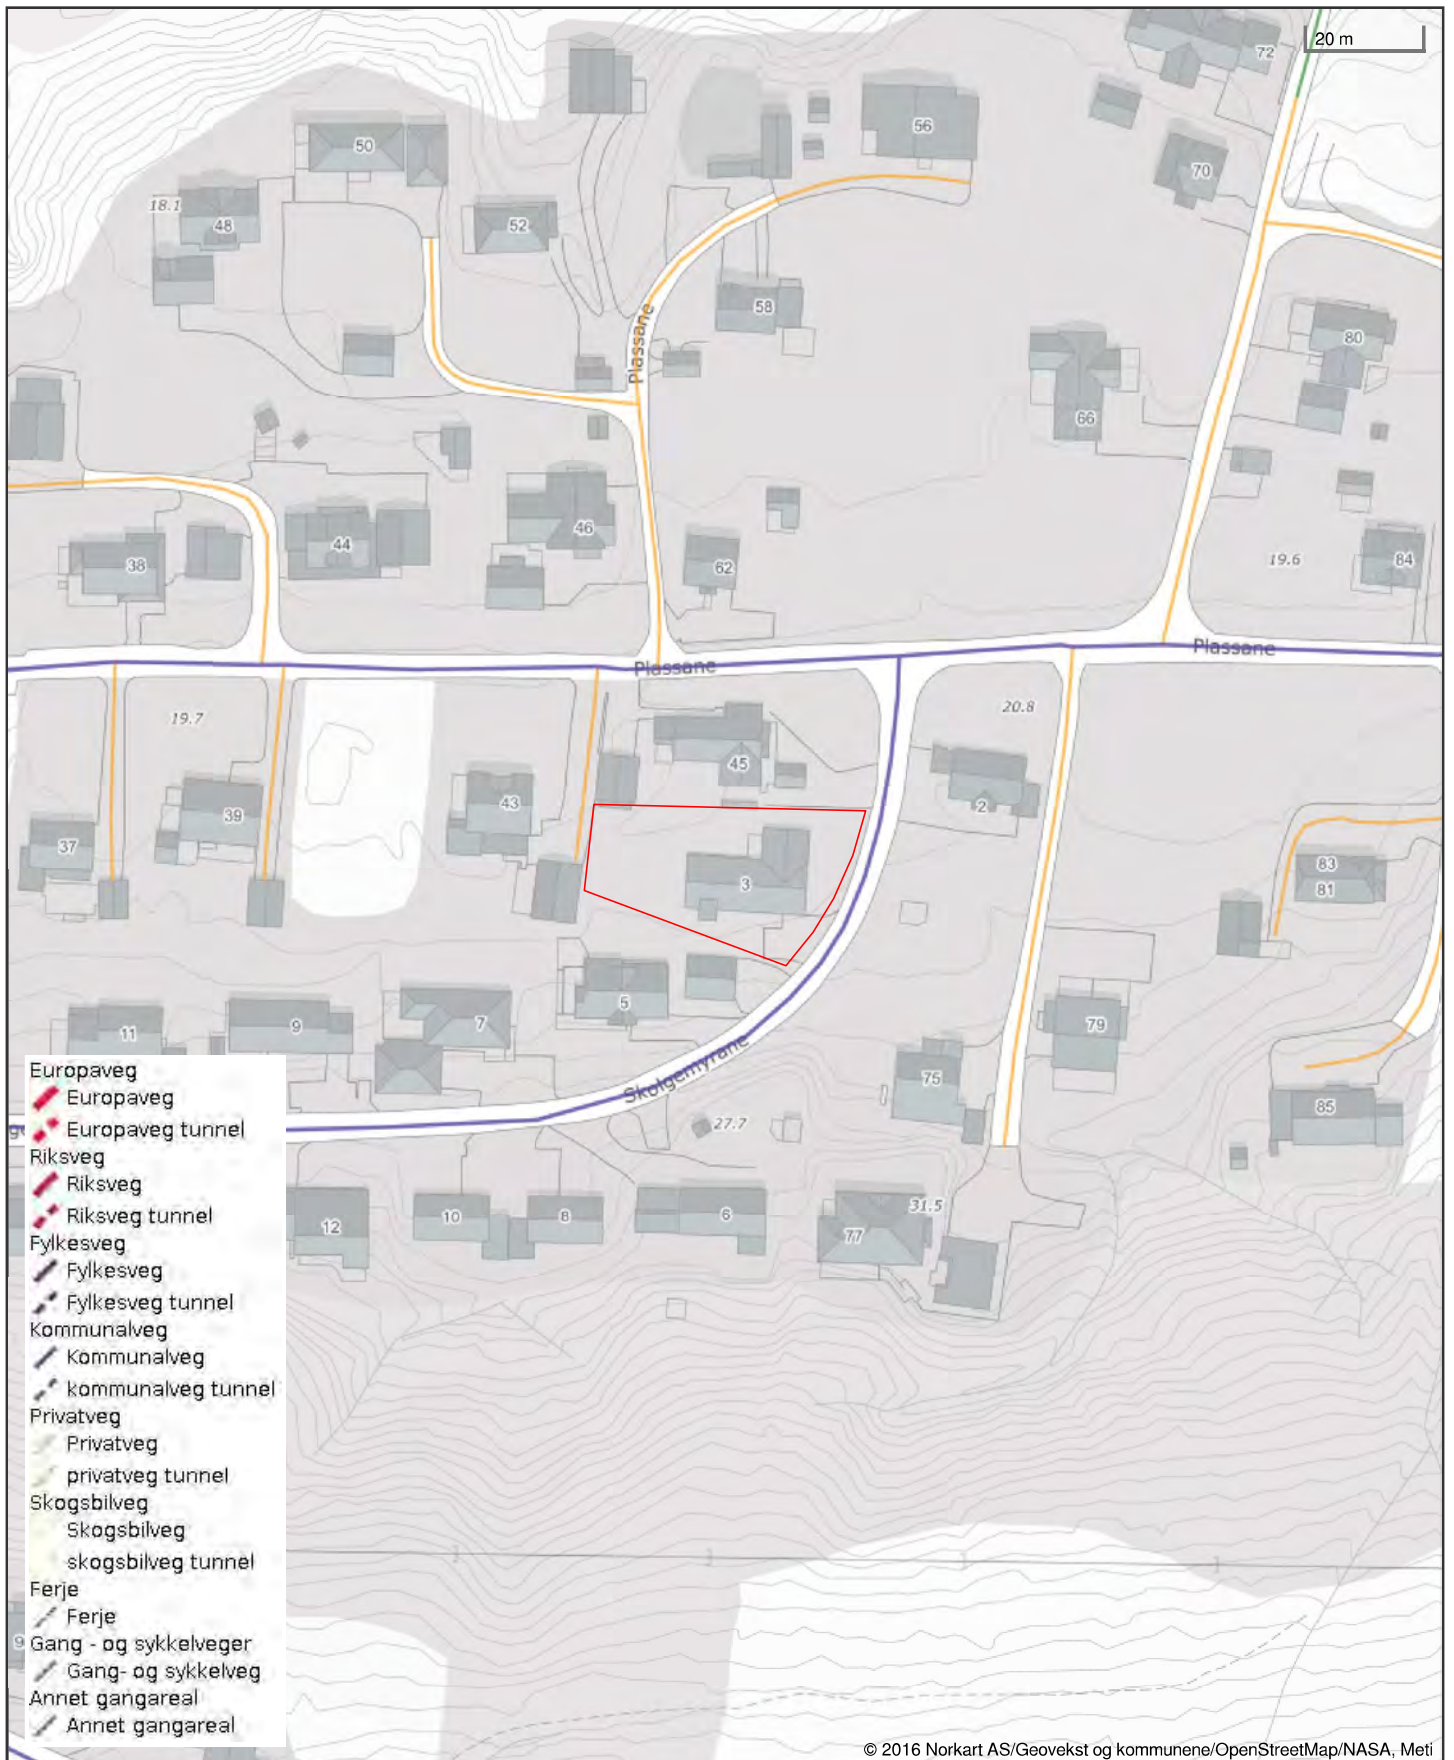 20 m
72
56
50
70
18.1
48
52
58
Plassane
80
66
46
44
38
62
19.6
84
Plassane
Plassane
19.7
20.8
45
43
2
39
37
3
83
81
5
9
7
11
79
Skolgemyrane
75
27.7
85
31.5
12
10
8
6
77
Europaveg
Europaveg
Europaveg tunnel
Riksveg
Riksveg
Riksveg tunnel
Fylkesveg
Fylkesveg
Fylkesveg tunnel
Kommunalveg
Kommunalveg
kommunalveg tunnel
Privatveg
Privatveg
privatveg tunnel
Skogsbilveg
Skogsbilveg
skogsbilveg tunnel
Ferje
Ferje
9
Gang - og sykkelveger
Gang- og sykkelveg
Annet gangareal
Annet gangareal
© 2016 Norkart AS/Geovekst og kommunene/OpenStreetMap/NASA, Meti